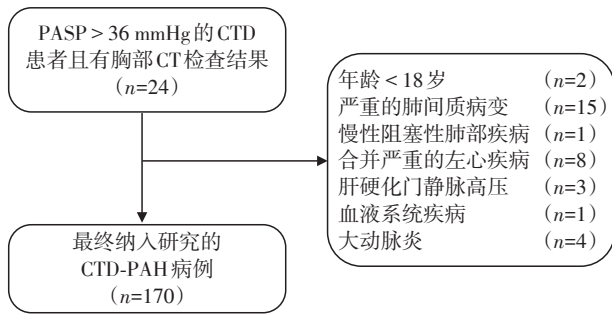 PASP > 36 mmHg的CTD
患者且有胸部CT检查结果
(n=24)
年龄 < 18岁 (n=2)
严重的肺间质病变 (n=15)
慢性阻塞性肺部疾病 (n=1)
合并严重的左心疾病 (n=8)
肝硬化门静脉高压 (n=3)
血液系统疾病 (n=1)
大动脉炎 (n=4)
最终纳入研究的
CTD-PAH病例
(n=170)